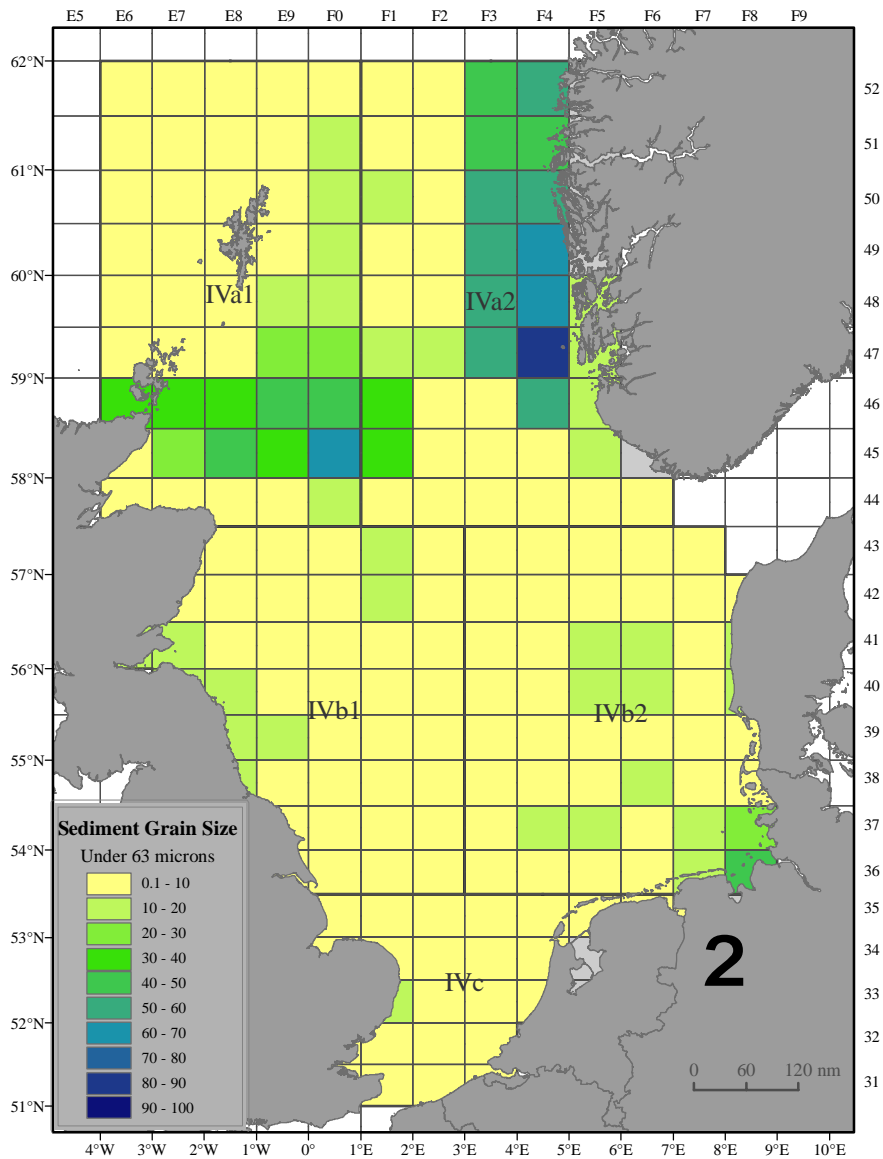 E5 E6 E7 E8 E9 F0 F1 F2 F3 F4 F5 F6 F7 F8 F9
62°N
52
51
61°N
50
49
60°N
IVa1
IVa2
48
47
59°N
46
45
58°N
44
43
57°N
42
41
56°N
40
IVb1
IVb2
39
55°N
38
Sediment Grain Size
Under 63 microns
0.1 - 10
10 - 20
20 - 30
30 - 40
40 - 50
50 - 60
60 - 70
70 - 80
80 - 90
90 - 100
37
54°N
36
35
53°N
2
34
IVc
33
52°N
32
0 60 120 nm
31
51°N
4°W 3°W 2°W 1°W 0° 1°E 2°E 3°E 4°E 5°E 6°E 7°E 8°E 9°E 10°E